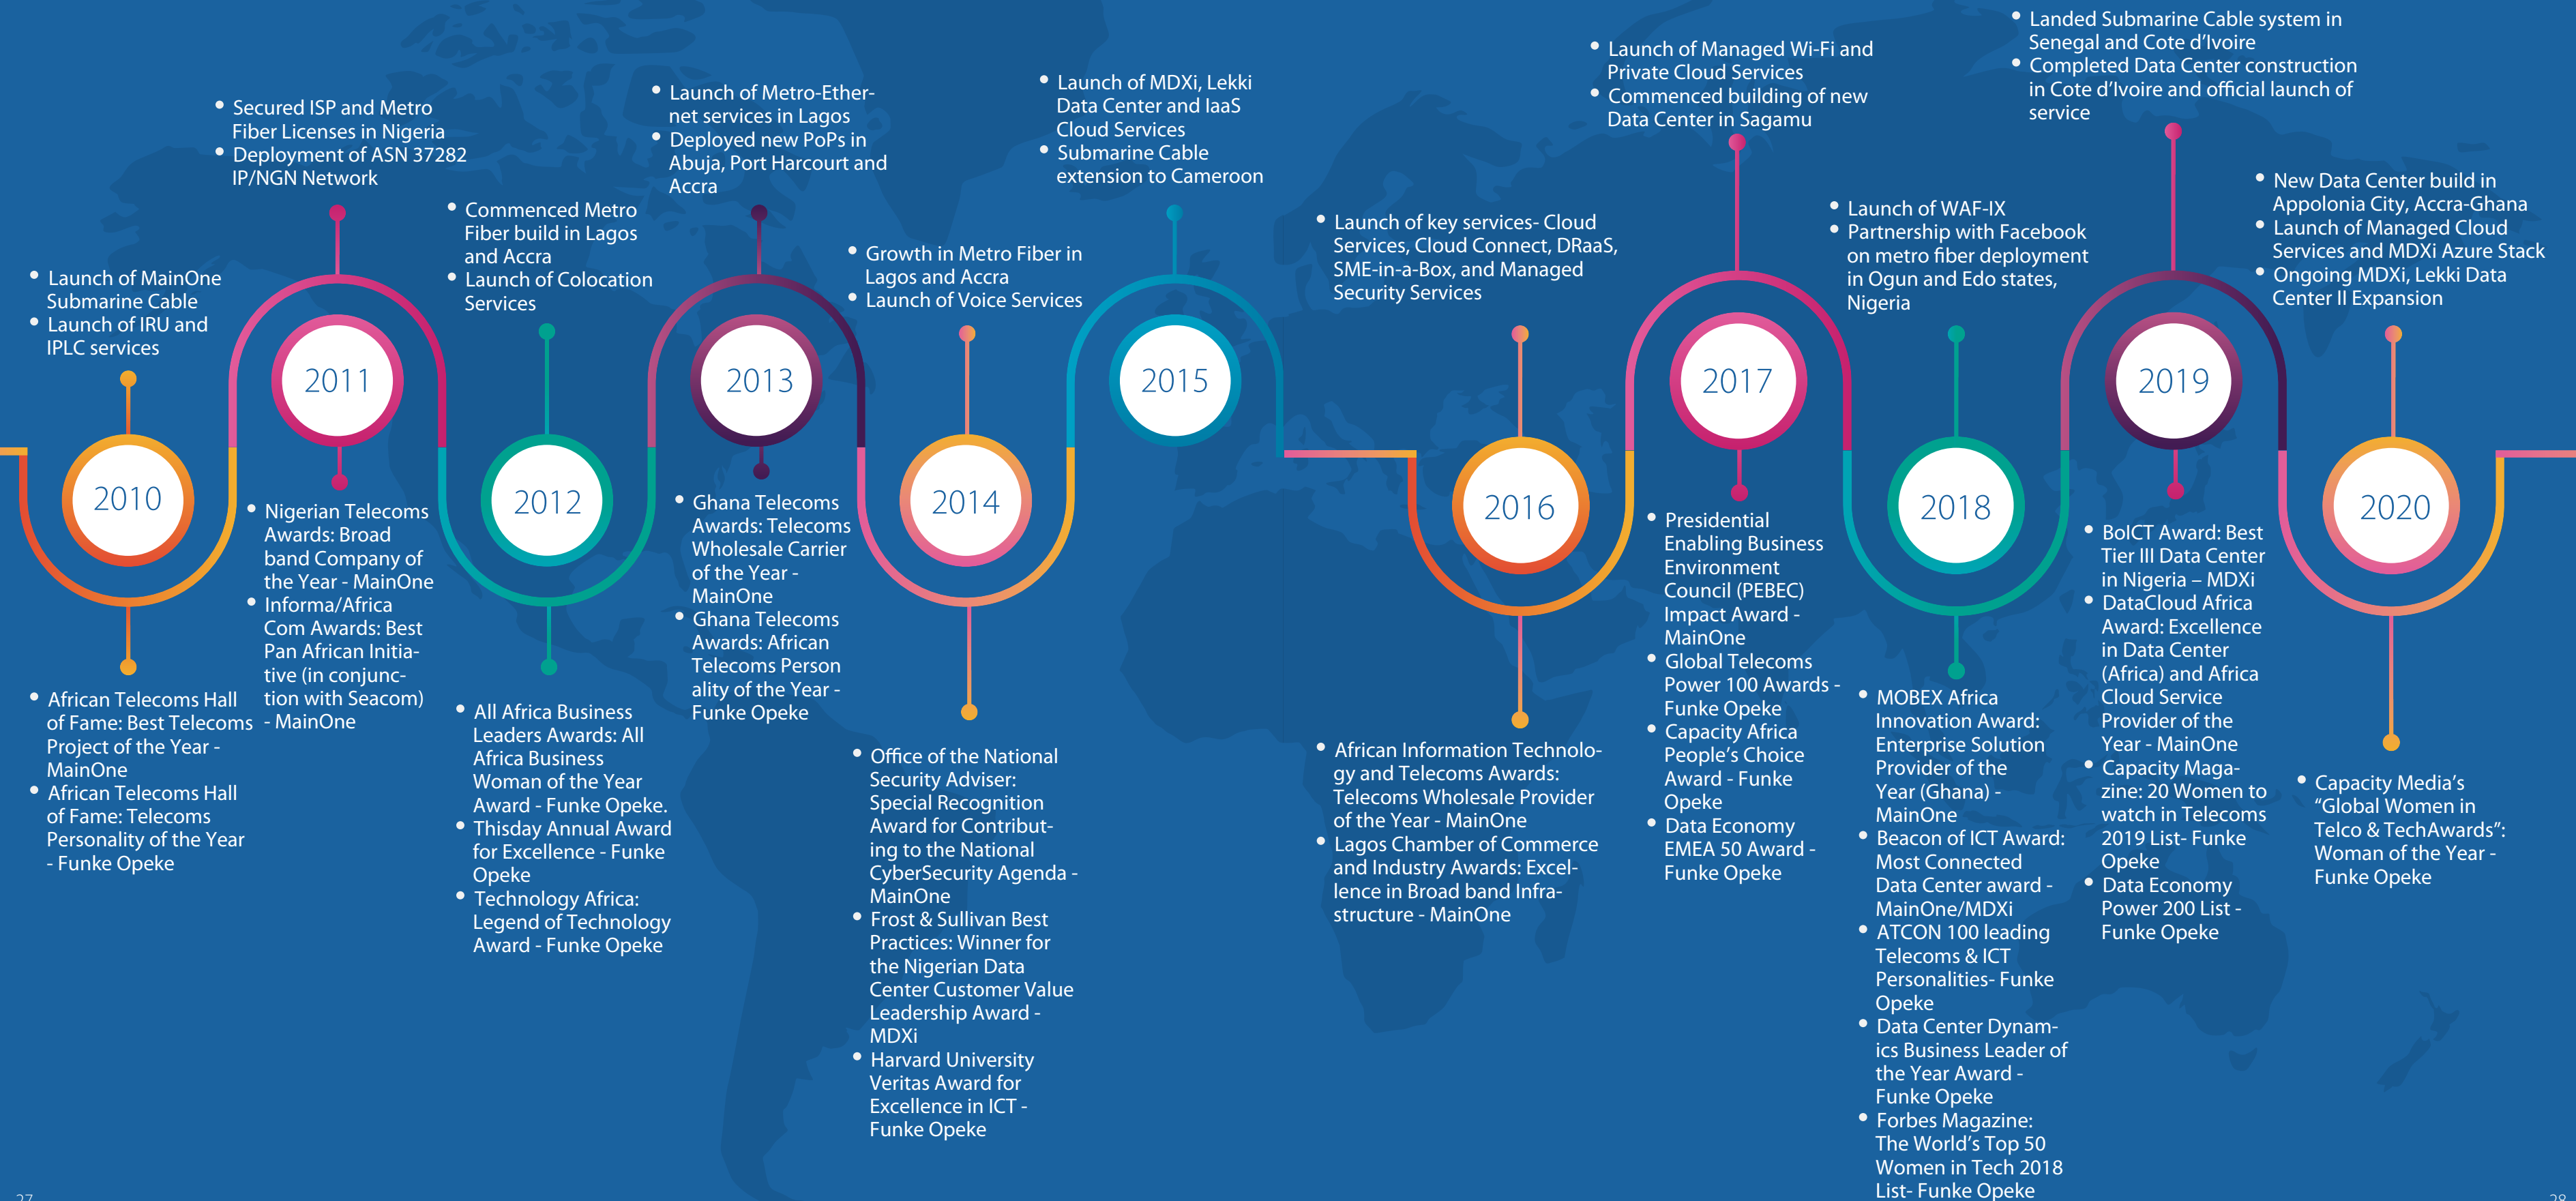 Launch of MainOne
Submarine Cable
Launch of IRU and
IPLC services
2010
African Telecoms Hall
of Fame: Best Telecoms
Project of the Year -
MainOne
African Telecoms Hall
of Fame: Telecoms
Personality of the Year
- Funke Opeke
Secured ISP and Metro
Fiber Licenses in Nigeria
Deployment of ASN 37282
IP/NGN Network
2011
Nigerian Telecoms
Awards: Broad
band Company of
the Year - MainOne
Informa/Africa
Com Awards: Best
Pan African Initia-
tive (in conjunc-
tion with Seacom)
- MainOne
Commenced Metro
Fiber build in Lagos
and Accra
Launch of Colocation
Services
2012
All Africa Business
Leaders Awards: All
Africa Business
Woman of the Year
Award - Funke Opeke.
Thisday Annual Award
for Excellence - Funke
Opeke
Technology Africa:
Legend of Technology
Award - Funke Opeke
Launch of Metro-Ether-
net services in Lagos
Deployed new PoPs in
Abuja, Port Harcourt and
Accra
2013
Ghana Telecoms
Awards: Telecoms
Wholesale Carrier
of the Year -
MainOne
Ghana Telecoms
Awards: African
Telecoms Person
ality of the Year -
Funke Opeke
Growth in Metro Fiber in
Lagos and Accra
Launch of Voice Services
2014
Office of the National
Security Adviser:
Special Recognition
Award for Contribut-
ing to the National
CyberSecurity Agenda -
MainOne
Frost & Sullivan Best
Practices: Winner for
the Nigerian Data
Center Customer Value
Leadership Award -
MDXi
Harvard University
Veritas Award for
Excellence in ICT -
Funke Opeke
Launch of MDXi, Lekki
Data Center and IaaS
Cloud Services
Submarine Cable
extension to Cameroon
2015
Launch of key services- Cloud
Services, Cloud Connect, DRaaS,
SME-in-a-Box, and Managed
Security Services
2016
African Information Technolo-
gy and Telecoms Awards:
Telecoms Wholesale Provider
of the Year - MainOne
Lagos Chamber of Commerce
and Industry Awards: Excel-
lence in Broad band Infra-
structure - MainOne
Launch of Managed Wi-Fi and
Private Cloud Services
Commenced building of new
Data Center in Sagamu
2017
Presidential
Enabling Business
Environment
Council (PEBEC)
Impact Award -
MainOne
Global Telecoms
Power 100 Awards -
Funke Opeke
Capacity Africa
People’s Choice
Award - Funke
Opeke
Data Economy
EMEA 50 Award -
Funke Opeke
Launch of WAF-IX
Partnership with Facebook
on metro fiber deployment
in Ogun and Edo states,
Nigeria
2018
MOBEX Africa
Innovation Award:
Enterprise Solution
Provider of the
Year (Ghana) -
MainOne
Beacon of ICT Award:
Most Connected
Data Center award -
MainOne/MDXi
ATCON 100 leading
Telecoms & ICT
Personalities- Funke
Opeke
Data Center Dynam-
ics Business Leader of
the Year Award -
Funke Opeke
Forbes Magazine:
The World’s Top 50
Women in Tech 2018
List- Funke Opeke
Landed Submarine Cable system in
Senegal and Cote d’Ivoire
Completed Data Center construction
in Cote d’Ivoire and official launch of
service
2019
BoICT Award: Best
Tier III Data Center
in Nigeria – MDXi
DataCloud Africa
Award: Excellence
in Data Center
(Africa) and Africa
Cloud Service
Provider of the
Year - MainOne
Capacity Maga-
zine: 20 Women to
watch in Telecoms
2019 List- Funke
Opeke
Data Economy
Power 200 List -
Funke Opeke
New Data Center build in
Appolonia City, Accra-Ghana
Launch of Managed Cloud
Services and MDXi Azure Stack
Ongoing MDXi, Lekki Data
Center II Expansion
2020
Capacity Media’s
“Global Women in
Telco & TechAwards”:
Woman of the Year -
Funke Opeke
27
28